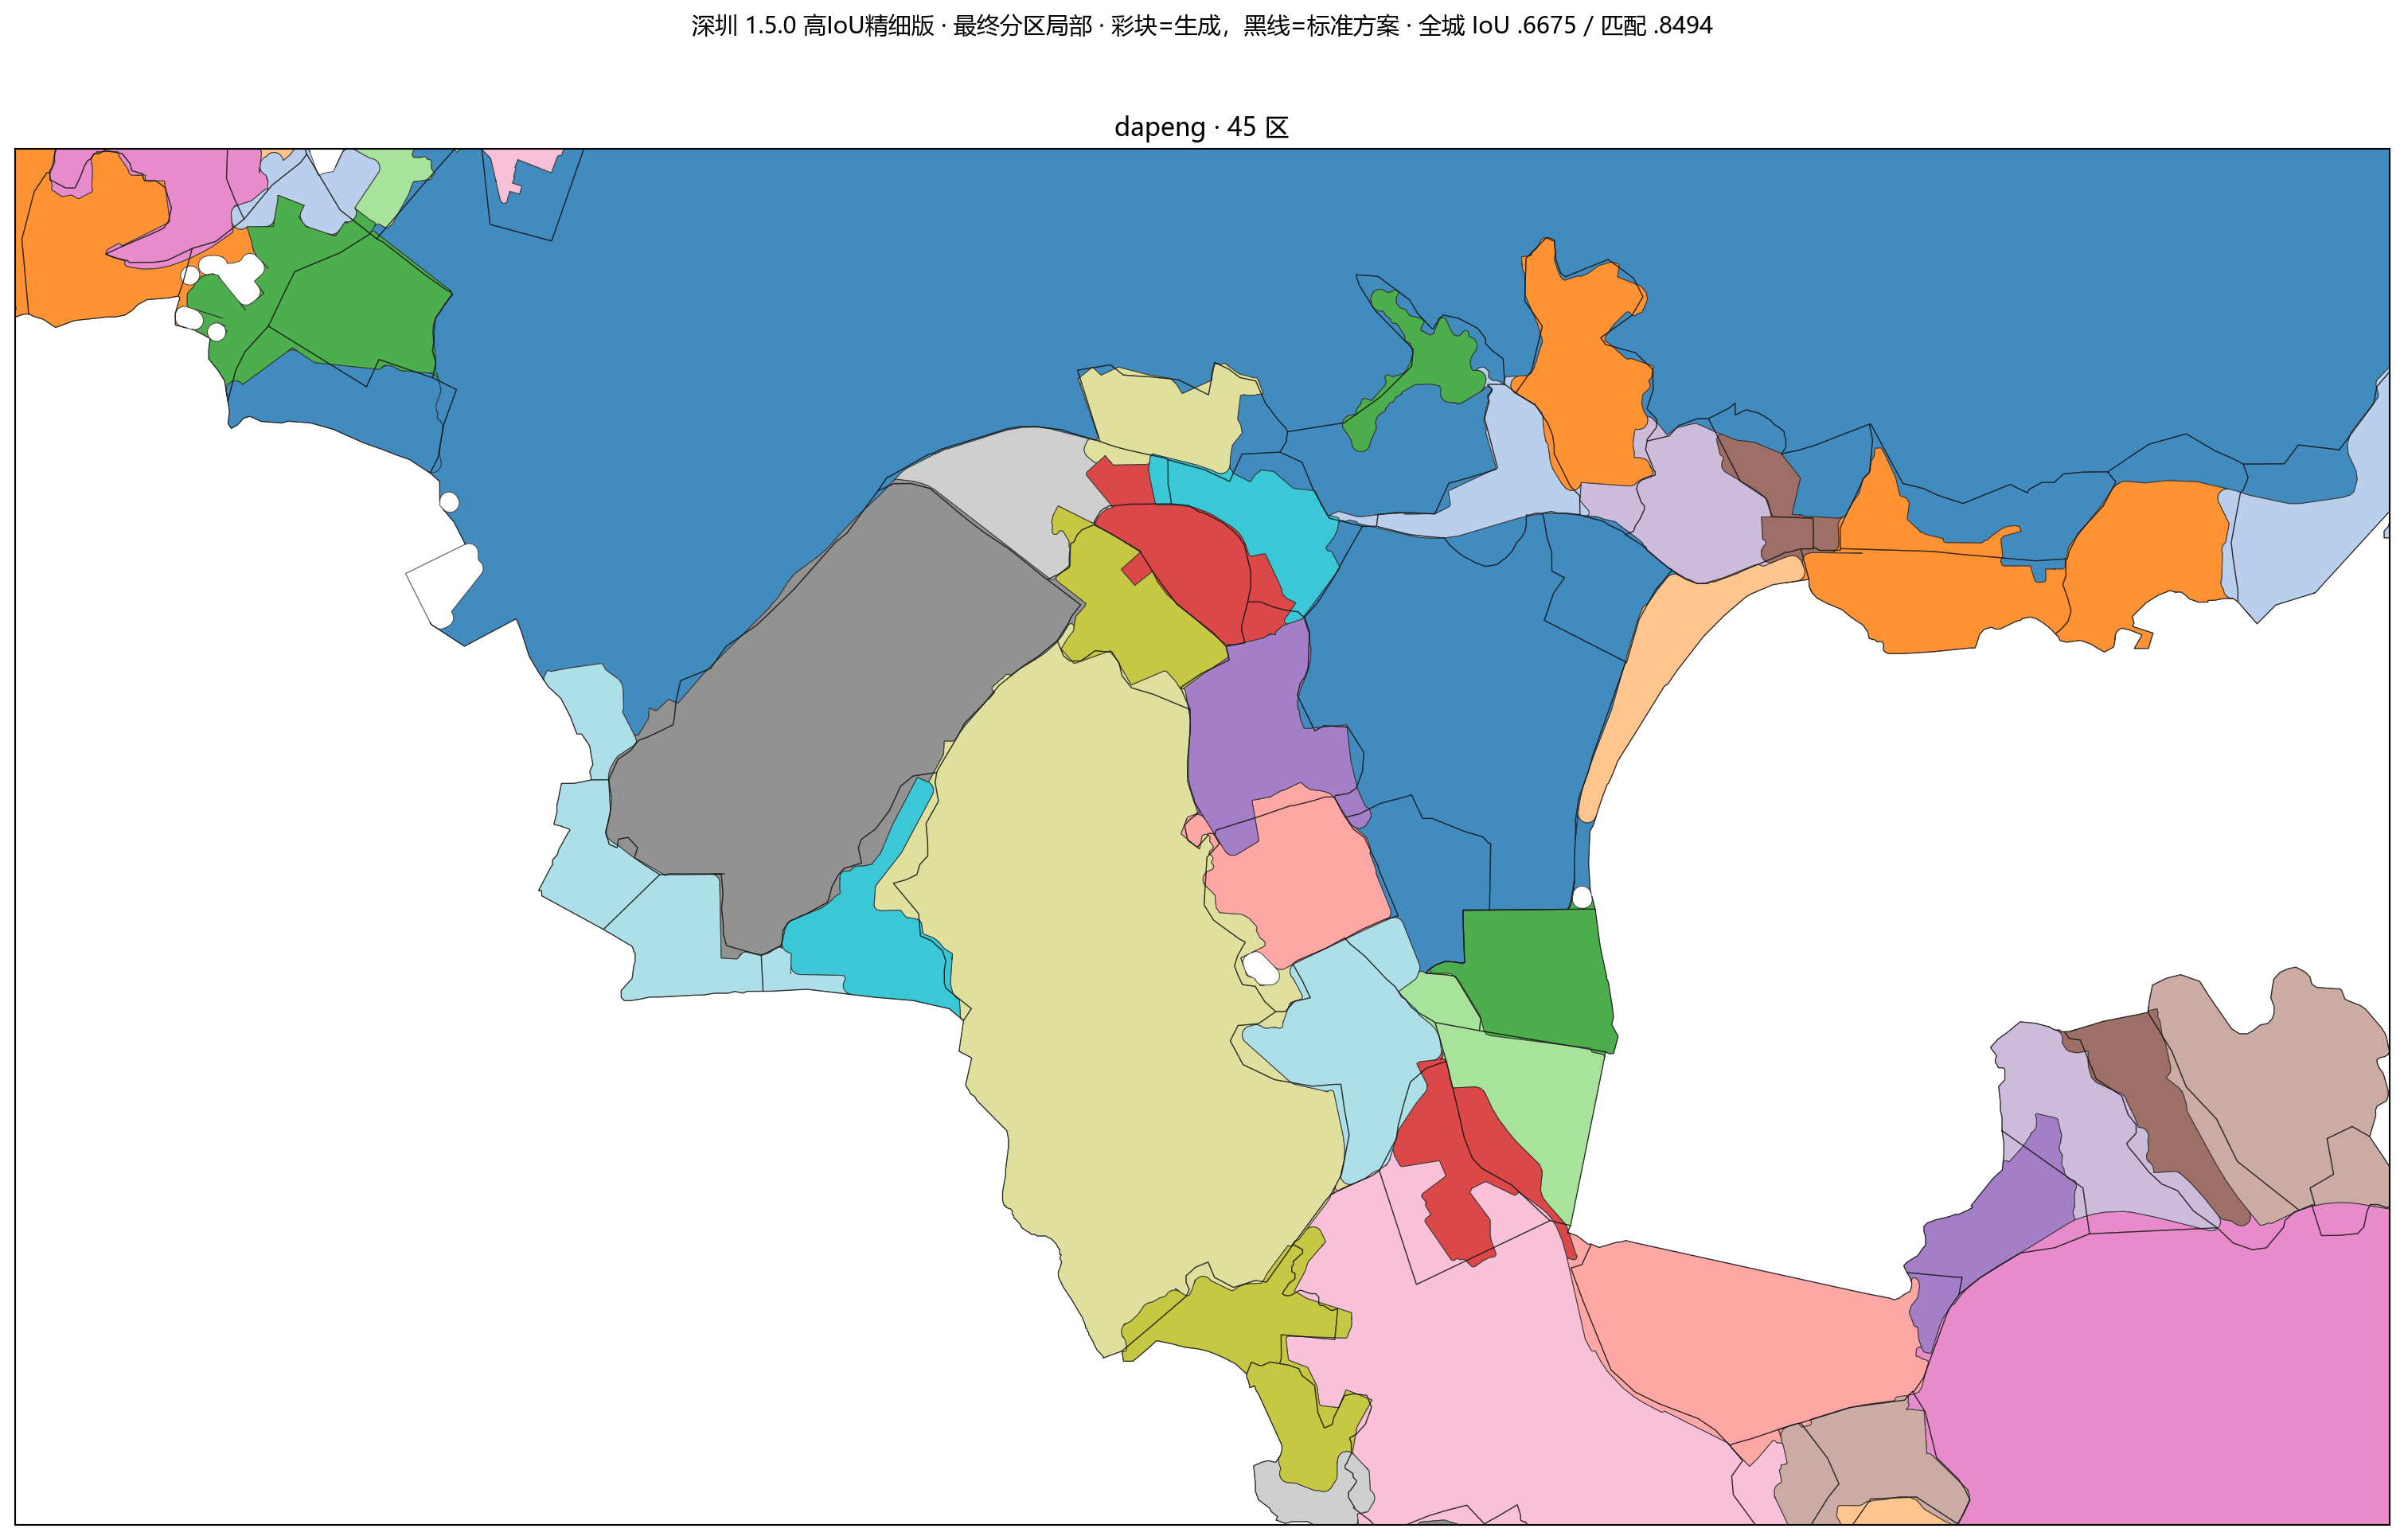 深圳 1.5.0 高IoU精细版 · 最终分区局部 · 彩块=生成，黑线=标准方案 · 全城 IoU .6675 / 匹配 .8494
dapeng · 45 区